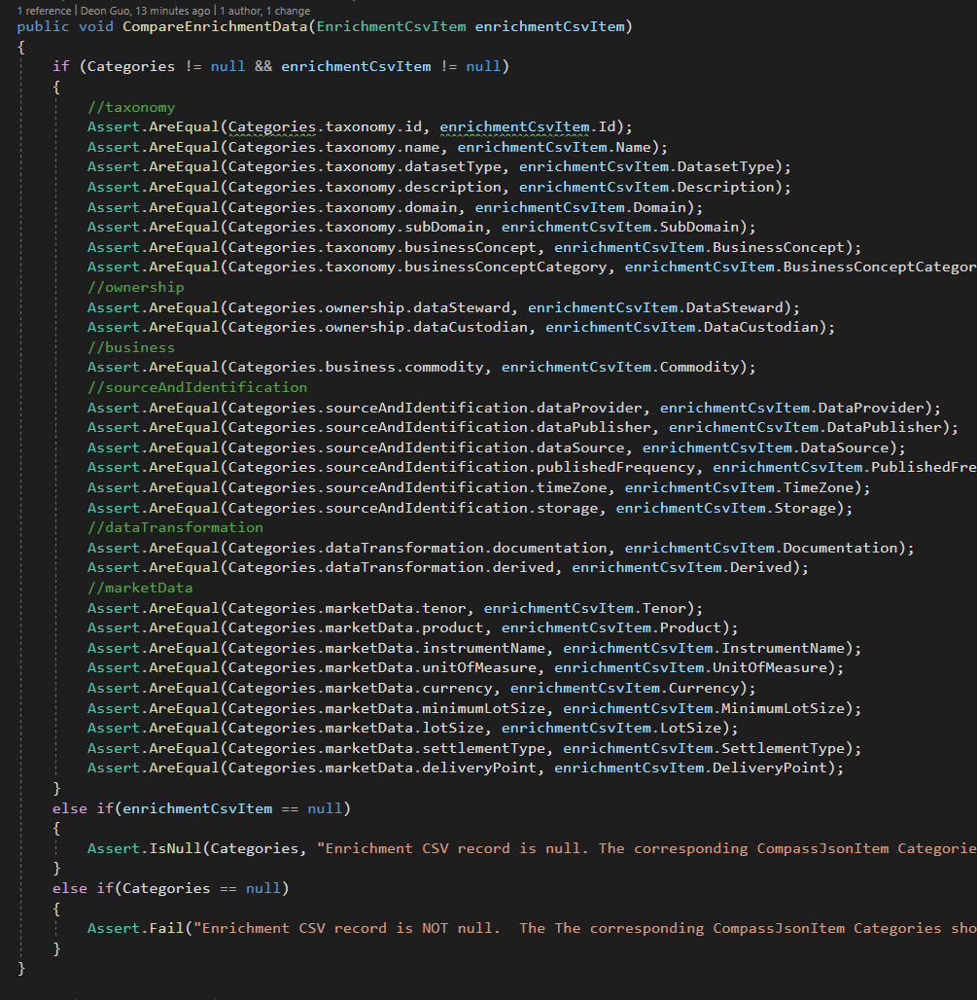 1 reference | Deon Guo, 13 minutes ago | 1 author, 1 change
public void CompareEnrichmentData(EnrichmentCsvItem enrichmentCsvItem)
{
if (Categories != null && enrichmentCsvItem != null)
{
//taxonomy
Assert.AreEqual(Categories.taxonomy.id, enrichmentCsvItem.Id);
Assert.AreEqual(Categories.taxonomy.name, enrichmentCsvItem.Name);
Assert.AreEqual(Categories.taxonomy.datasetType, enrichmentCsvItem.DatasetType);
Assert.AreEqual(Categories.taxonomy.description, enrichmentCsvItem.Description);
Assert.AreEqual(Categories.taxonomy.domain, enrichmentCsvItem.Domain);
Assert.AreEqual(Categories.taxonomy.subDomain, enrichmentCsvItem.SubDomain);
Assert.AreEqual(Categories.taxonomy.businessConcept, enrichmentCsvItem.BusinessConcept);
Assert.AreEqual(Categories.taxonomy.businessConceptCategory, enrichmentCsvItem.BusinessConceptCategor
//ownership
Assert.AreEqual(Categories.ownership.dataSteward, enrichmentCsvItem.DataSteward);
Assert.AreEqual(Categories.ownership.dataCustodian, enrichmentCsvItem.DataCustodian);
//business
Assert.AreEqual(Categories.business.commodity, enrichmentCsvItem.Commodity);
//sourceAndIdentification
Assert.AreEqual(Categories.sourceAndIdentification.dataProvider, enrichmentCsvItem.DataProvider);
Assert.AreEqual(Categories.sourceAndIdentification.dataPublisher, enrichmentCsvItem.DataPublisher);
Assert.AreEqual(Categories.sourceAndIdentification.dataSource, enrichmentCsvItem.DataSource);
Assert.AreEqual(Categories.sourceAndIdentification.publishedFrequency, enrichmentCsvItem.PublishedFre
Assert.AreEqual(Categories.sourceAndIdentification.timeZone, enrichmentCsvItem.TimeZone);
Assert.AreEqual(Categories.sourceAndIdentification.storage, enrichmentCsvItem.Storage);
//dataTransformation
Assert.AreEqual(Categories.dataTransformation.documentation, enrichmentCsvItem.Documentation);
Assert.AreEqual(Categories.dataTransformation.derived, enrichmentCsvItem.Derived);
//marketData
Assert.AreEqual(Categories.marketData.tenor, enrichmentCsvItem.Tenor);
Assert.AreEqual(Categories.marketData.product, enrichmentCsvItem.Product);
Assert.AreEqual(Categories.marketData.instrumentName, enrichmentCsvItem.InstrumentName);
Assert.AreEqual(Categories.marketData.unitOfMeasure, enrichmentCsvItem.UnitOfMeasure);
Assert.AreEqual(Categories.marketData.currency, enrichmentCsvItem.Currency);
Assert.AreEqual(Categories.marketData.minimumLotSize, enrichmentCsvItem.MinimumLotSize);
Assert.AreEqual(Categories.marketData.lotSize, enrichmentCsvItem.LotSize);
Assert.AreEqual(Categories.marketData.settlementType, enrichmentCsvItem.SettlementType);
Assert.AreEqual(Categories.marketData.deliveryPoint, enrichmentCsvItem.DeliveryPoint);
}
else if(enrichmentCsvItem == null)
{
Assert.IsNull(Categories, "Enrichment CSV record is null. The corresponding CompassJsonItem Categorie
}
else if(Categories == null)
{
Assert.Fail("Enrichment CSV record is NOT null.  The The corresponding CompassJsonItem Categories sho
}
}